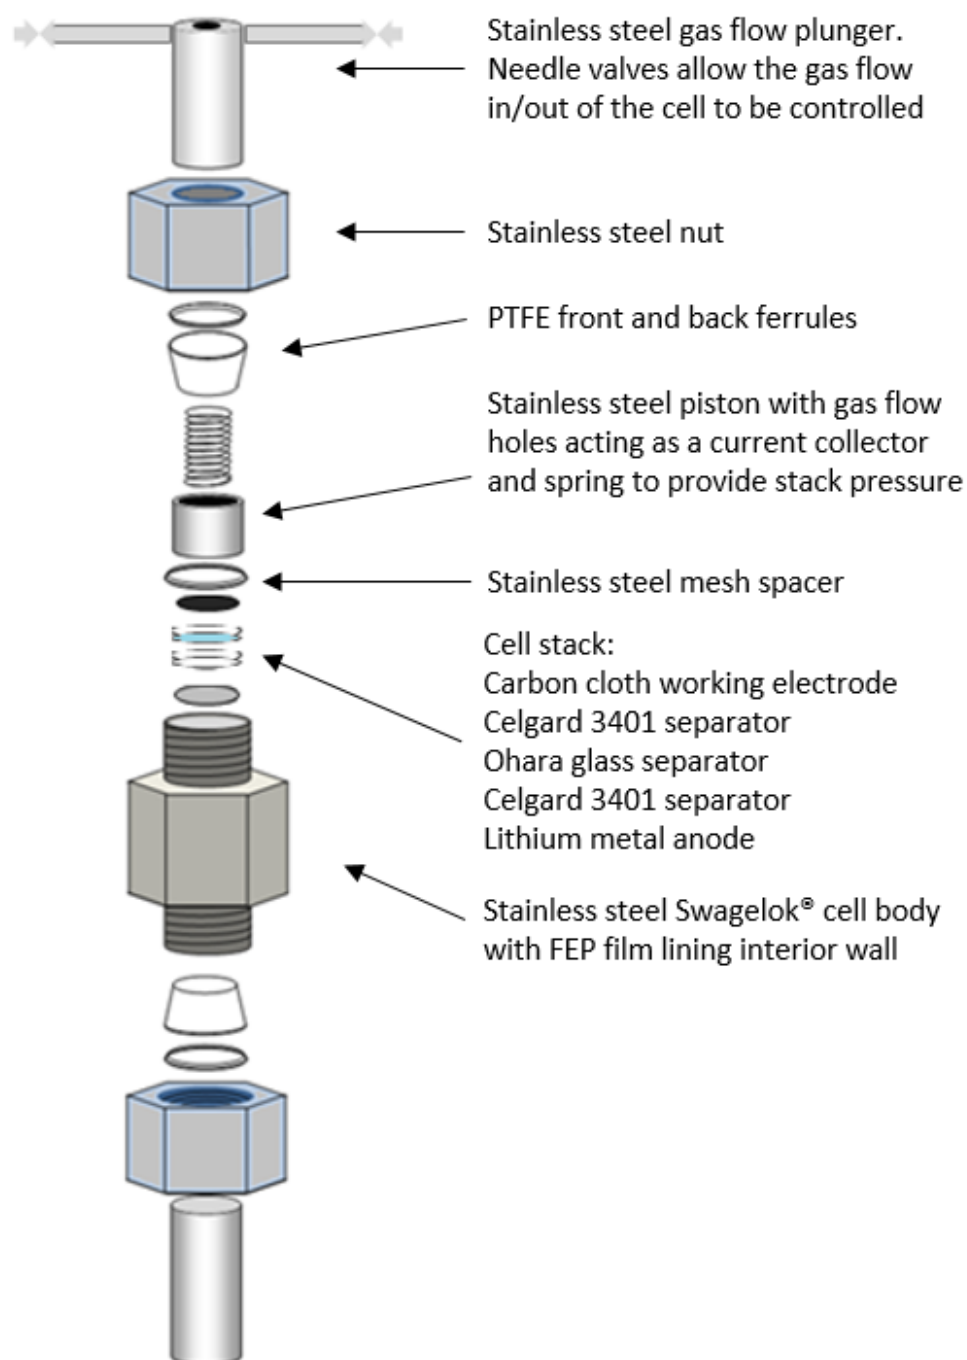 Stainless steel gas flow plunger.
Needle valves allow the gas flow
in/out of the cell to be controlled
Stainless steel nut
PTFE front and back ferrules
Stainless steel piston with gas flow
holes acting as a current collector
and spring to provide stack pressure
Stainless steel mesh spacer
Cell stack:
Carbon cloth working electrode
Celgard 3401 separator
Ohara glass separator
Celgard 3401 separator
Lithium metal anode
Stainless steel Swagelok® cell body
with FEP film lining interior wall